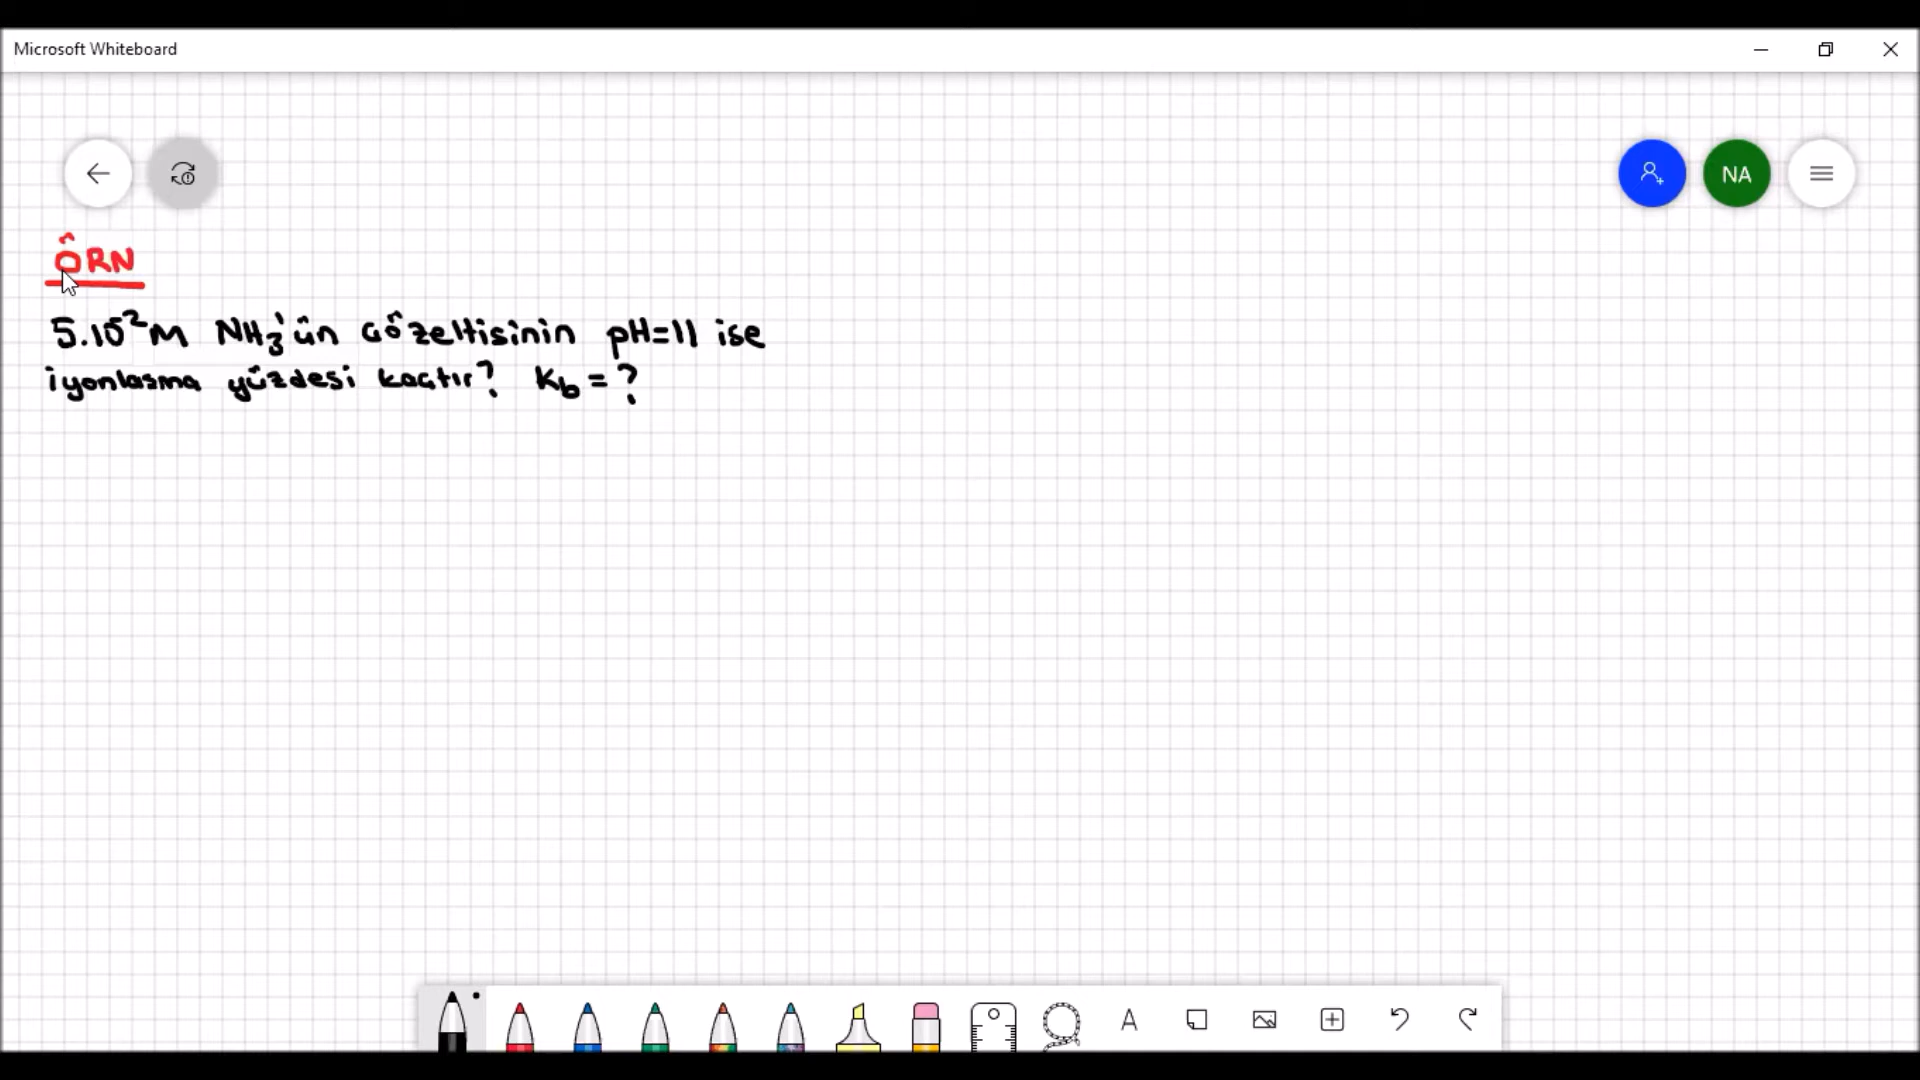 Microsoft Whiteboard
NA
ÖRN
5.10⁻²M NH₃'ün çözeltisinin pH=11 ise
iyonlaşma yüzdesi kaçtır? Kb = ?
A